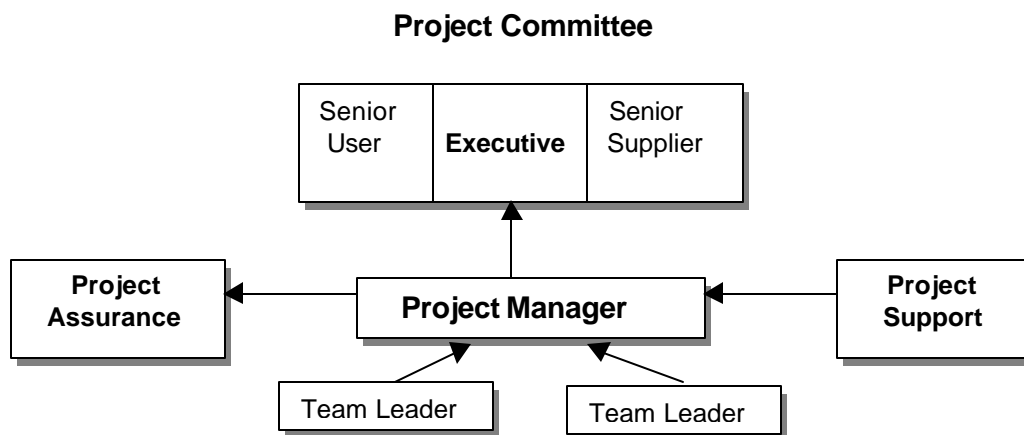 Project Committee
Senior
User
Executive
Senior
Supplier
Project
Assurance
Project Manager
Project
Support
Team Leader
Team Leader